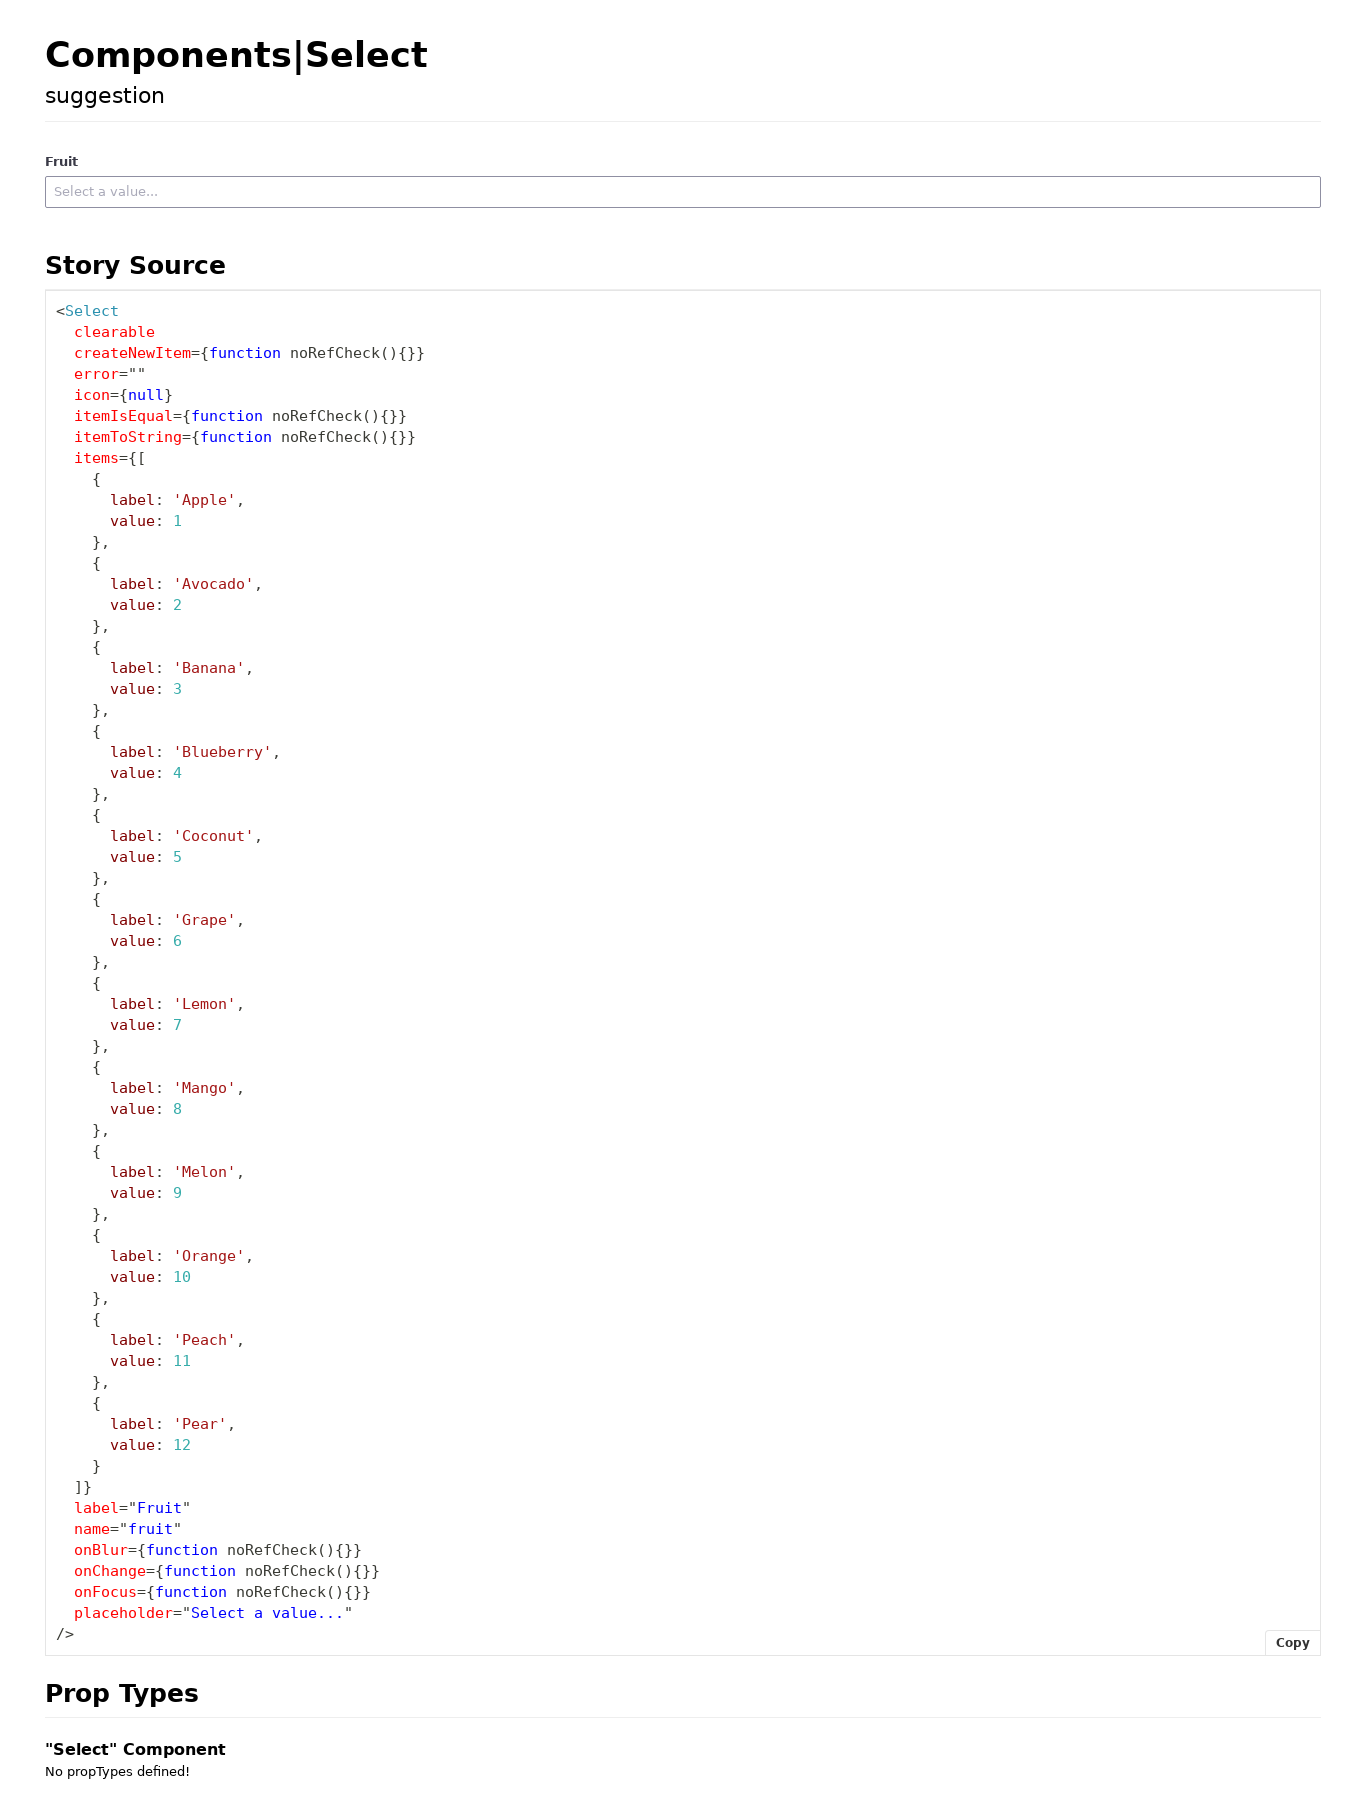 Components|Select
suggestion
Fruit
Select a value...
Story Source
<Select
  clearable
  createNewItem={function noRefCheck(){}}
  error=""
  icon={null}
  itemIsEqual={function noRefCheck(){}}
  itemToString={function noRefCheck(){}}
  items={[
    {
      label: 'Apple',
      value: 1
    },
    {
      label: 'Avocado',
      value: 2
    },
    {
      label: 'Banana',
      value: 3
    },
    {
      label: 'Blueberry',
      value: 4
    },
    {
      label: 'Coconut',
      value: 5
    },
    {
      label: 'Grape',
      value: 6
    },
    {
      label: 'Lemon',
      value: 7
    },
    {
      label: 'Mango',
      value: 8
    },
    {
      label: 'Melon',
      value: 9
    },
    {
      label: 'Orange',
      value: 10
    },
    {
      label: 'Peach',
      value: 11
    },
    {
      label: 'Pear',
      value: 12
    }
  ]}
  label="Fruit"
  name="fruit"
  onBlur={function noRefCheck(){}}
  onChange={function noRefCheck(){}}
  onFocus={function noRefCheck(){}}
  placeholder="Select a value..."
/>
Copy
Prop Types
"Select" Component
No propTypes defined!